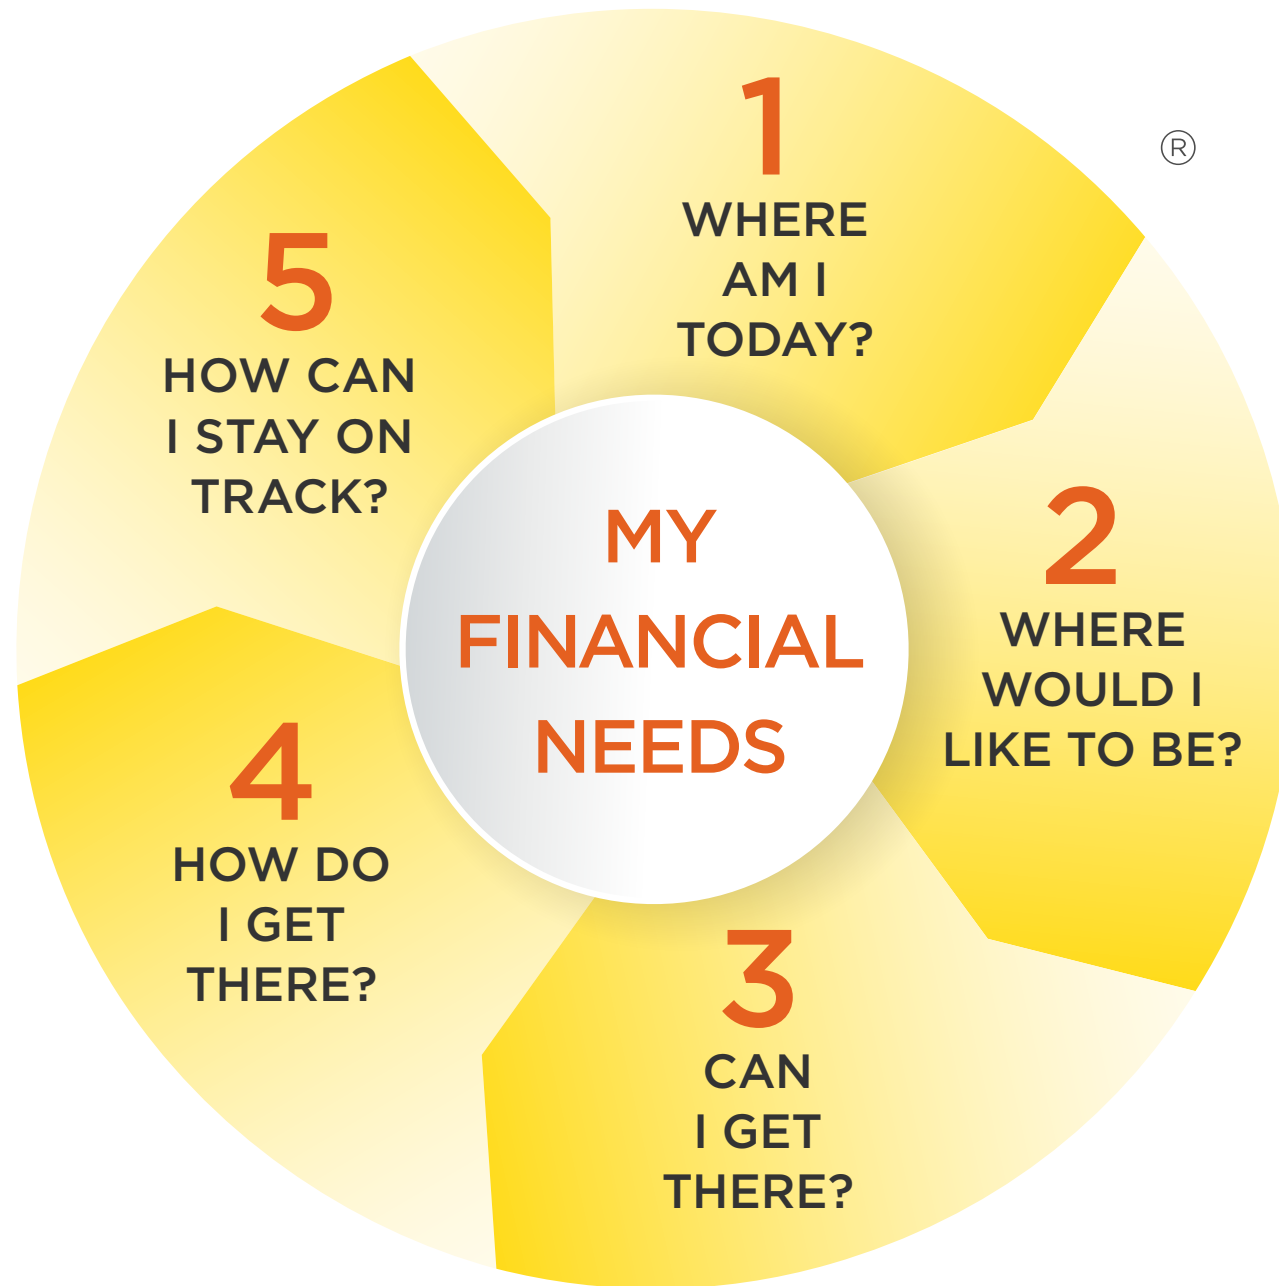 1
WHERE
AM I
TODAY?
®
2
WHERE
WOULD I
LIKE TO BE?
3
CAN
I GET
THERE?
4
HOW DO
I GET
THERE?
5
HOW CAN
I STAY ON
TRACK?
MY
FINANCIAL
NEEDS